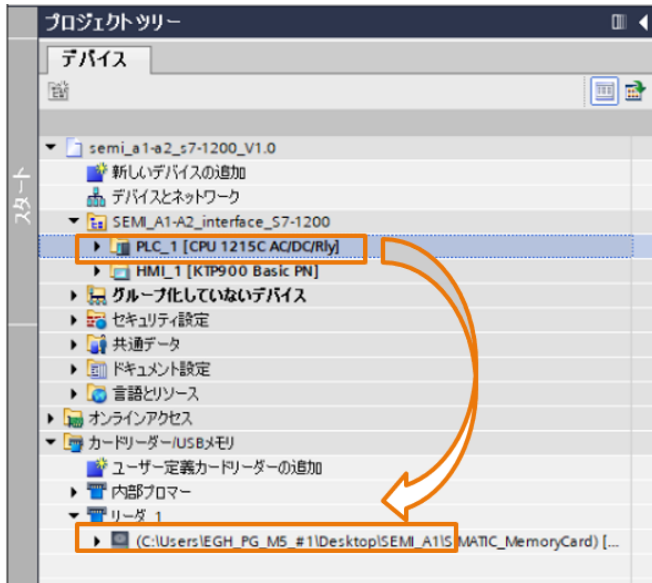 プロジェクトツリー
デバイス
スタート
semi_a1-a2_s7-1200_V1.0
新しいデバイスの追加
デバイスとネットワーク
SEMI_A1-A2_interface_S7-1200
PLC_1 [CPU 1215C AC/DC/Rly]
HMI_1 [KTP900 Basic PN]
グループ化していないデバイス
セキュリティ設定
共通データ
ドキュメント設定
言語とリソース
オンラインアクセス
カードリーダー/USBメモリ
ユーザー定義カードリーダーの追加
内部プロマー
リーダ_1
(C:\Users\EGH_PG_M5_#1\Desktop\SEMI_A1\SIMATIC_MemoryCard) [...